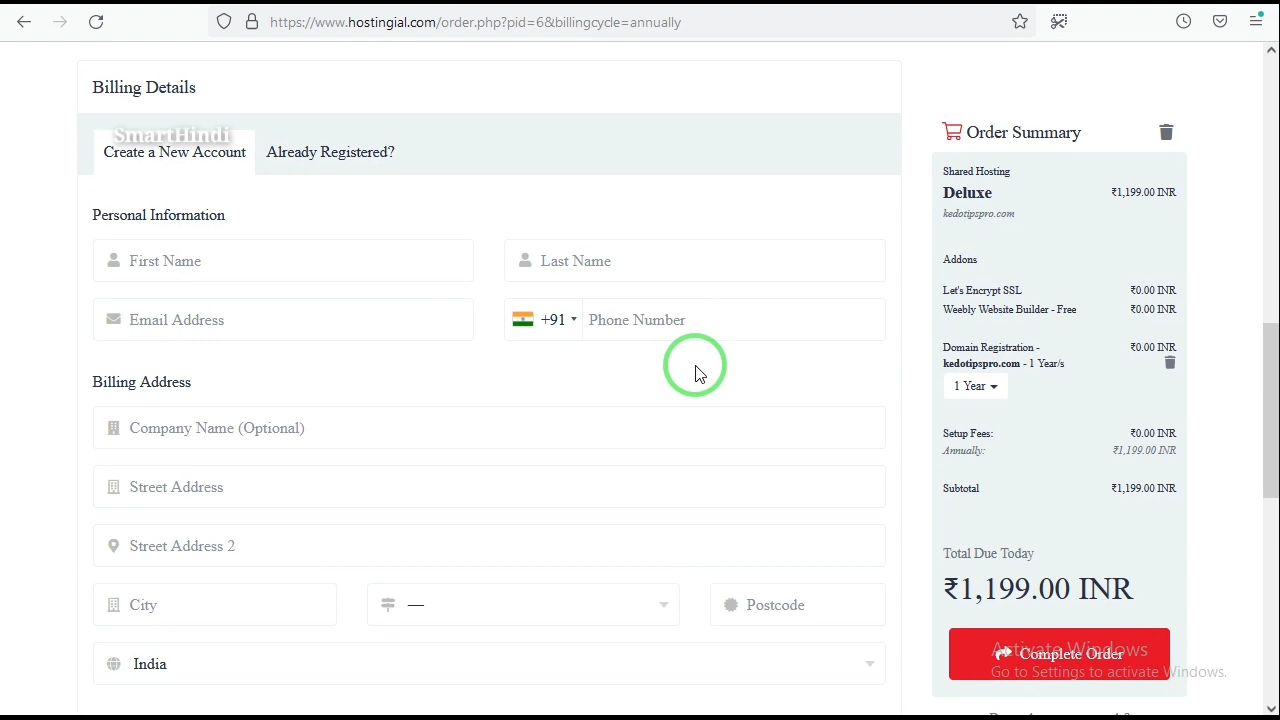 https://www.hostingial.com/order.php?pid=6&billingcycle=annually
Billing Details
SmartHindi
Create a New Account
Already Registered?
Personal Information
First Name
Last Name
Email Address
+91
Phone Number
Billing Address
Company Name (Optional)
Street Address
Street Address 2
City
—
Postcode
India
Order Summary
Shared Hosting
Deluxe ₹1,199.00 INR
kedotipspro.com
Addons
Let's Encrypt SSL ₹0.00 INR
Weebly Website Builder - Free ₹0.00 INR
Domain Registration - ₹0.00 INR
kedotipspro.com - 1 Year/s
1 Year
Setup Fees: ₹0.00 INR
Annually: ₹1,199.00 INR
Subtotal ₹1,199.00 INR
Total Due Today
₹1,199.00 INR
Complete Order
Activate Windows
Go to Settings to activate Windows.